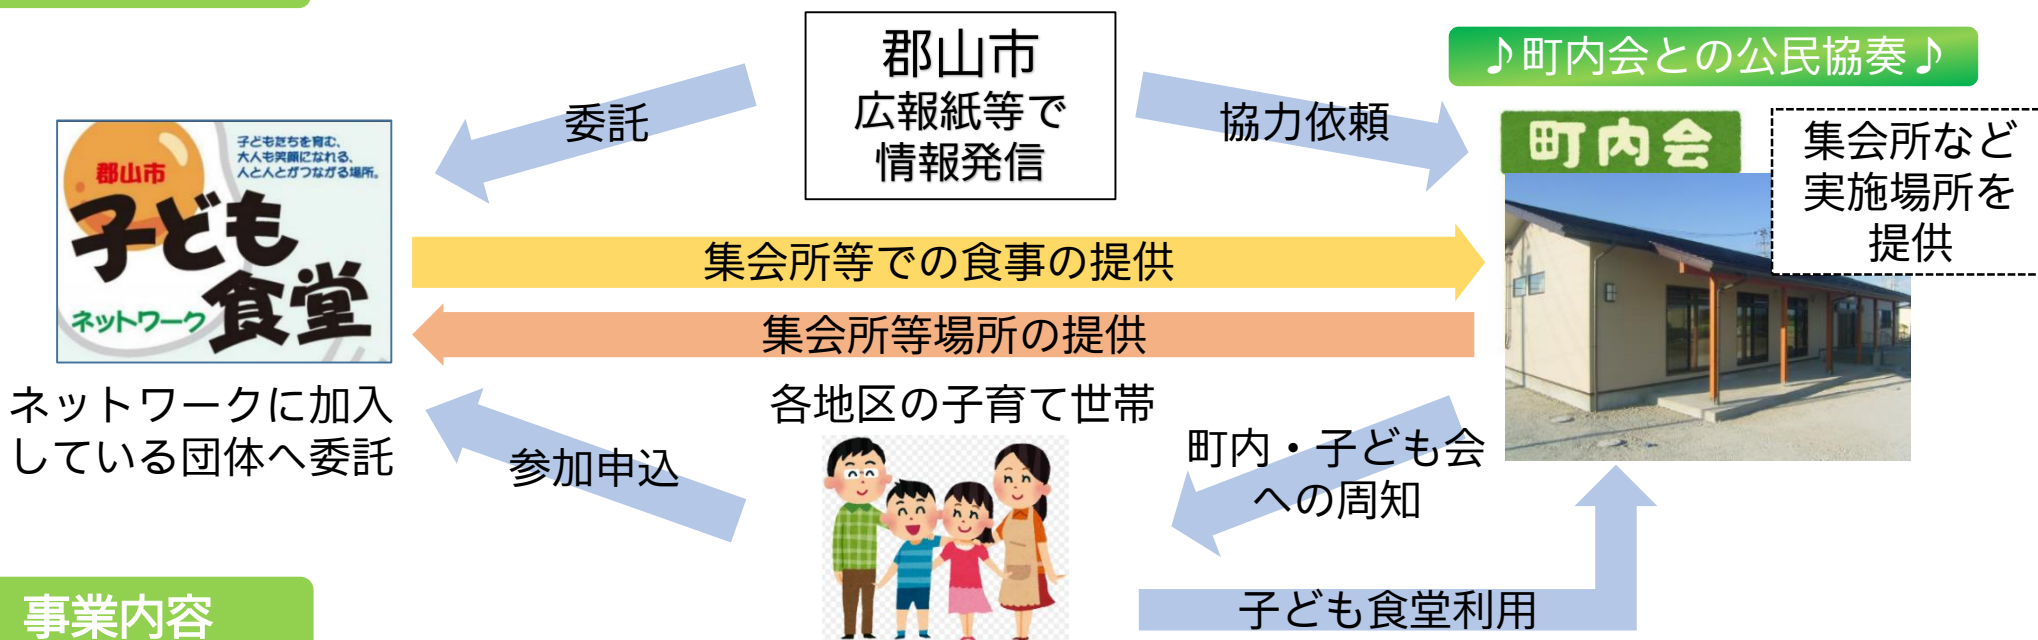 郡山市
広報紙等で
情報発信
♪町内会との公民協奏♪
委託
協力依頼
町内会
集会所など
実施場所を
提供
子どもたちを育む、
大人も笑顔になれる、
人と人とがつながる場所。
郡山市
子ども
食堂
ネットワーク
集会所等での食事の提供
集会所等場所の提供
ネットワークに加入
している団体へ委託
各地区の子育て世帯
参加申込
町内・子ども会
への周知
子ども食堂利用
事業内容